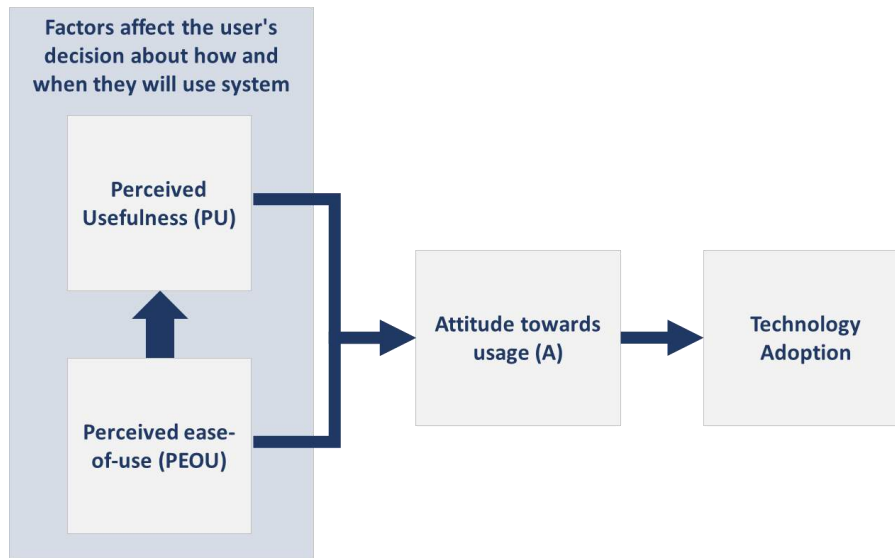 Factors affect the user's
decision about how and
when they will use system
Perceived
Usefulness (PU)
Perceived ease-
of-use (PEOU)
Attitude towards
usage (A)
Technology
Adoption